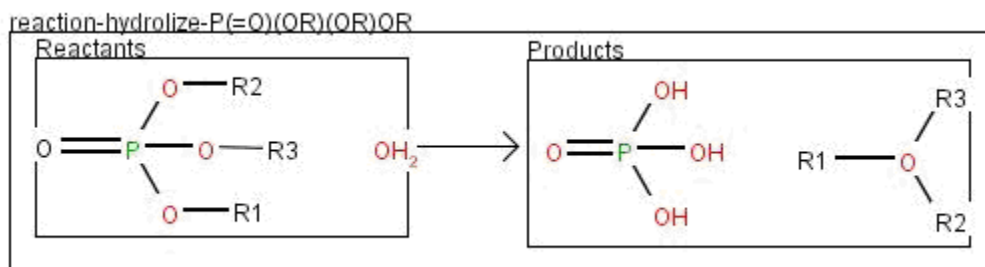 reaction-hydrolize-P(=O)(OR)(OR)OR
Reactants
Products
O R2
O P O R3
O R1
OH2
OH
O P OH
OH
R3
R1 O
R2